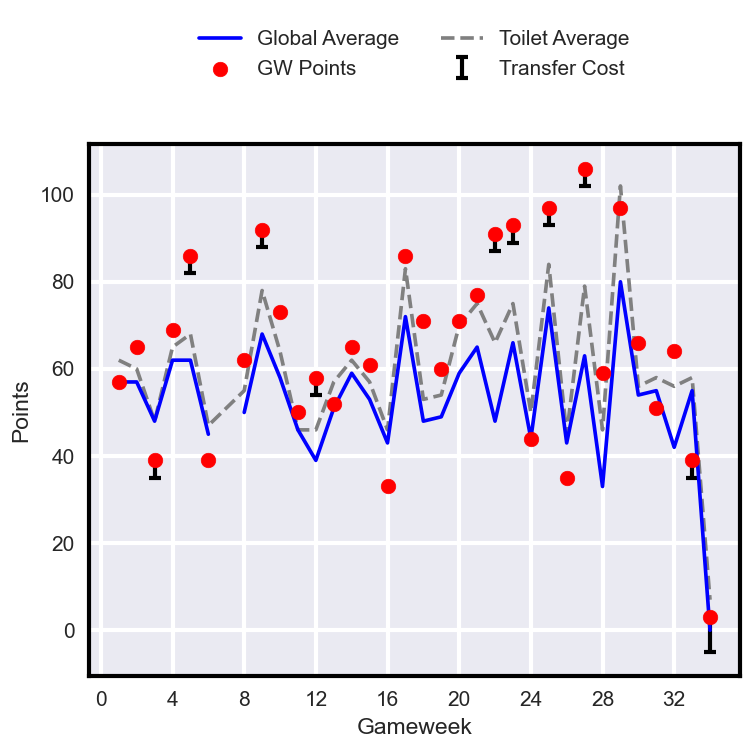 Global Average
Toilet Average
GW Points
Transfer Cost
100
80
60
40
20
0
Points
0 4 8 12 16 20 24 28 32
Gameweek